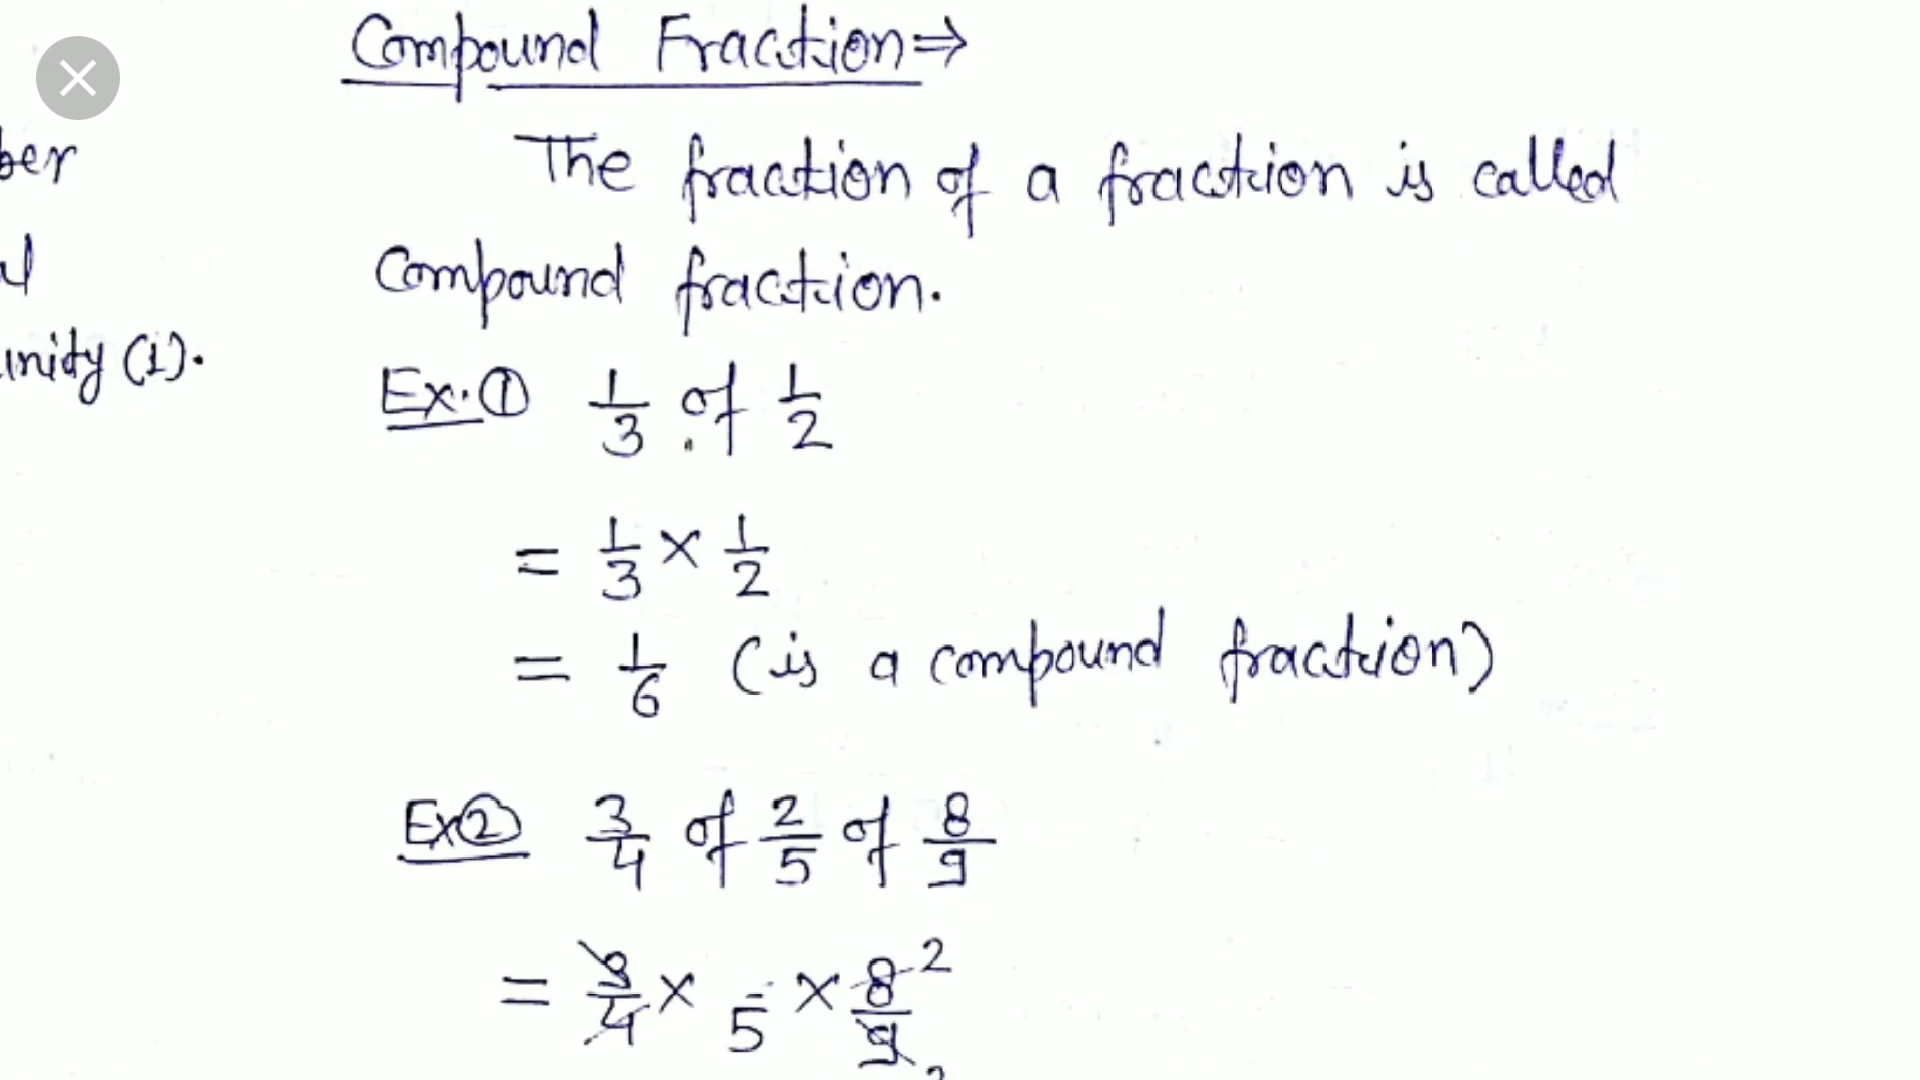 Compound Fraction ⇒
The fraction of a fraction is called
ber
Compound fraction.
unity (1).
Ex.① 1/3 of 1/2
= 1/3 × 1/2
= 1/6 (is a compound fraction)
Ex② 3/4 of 2/5 of 8/9
= 3/4 × 5 × 8/9 2